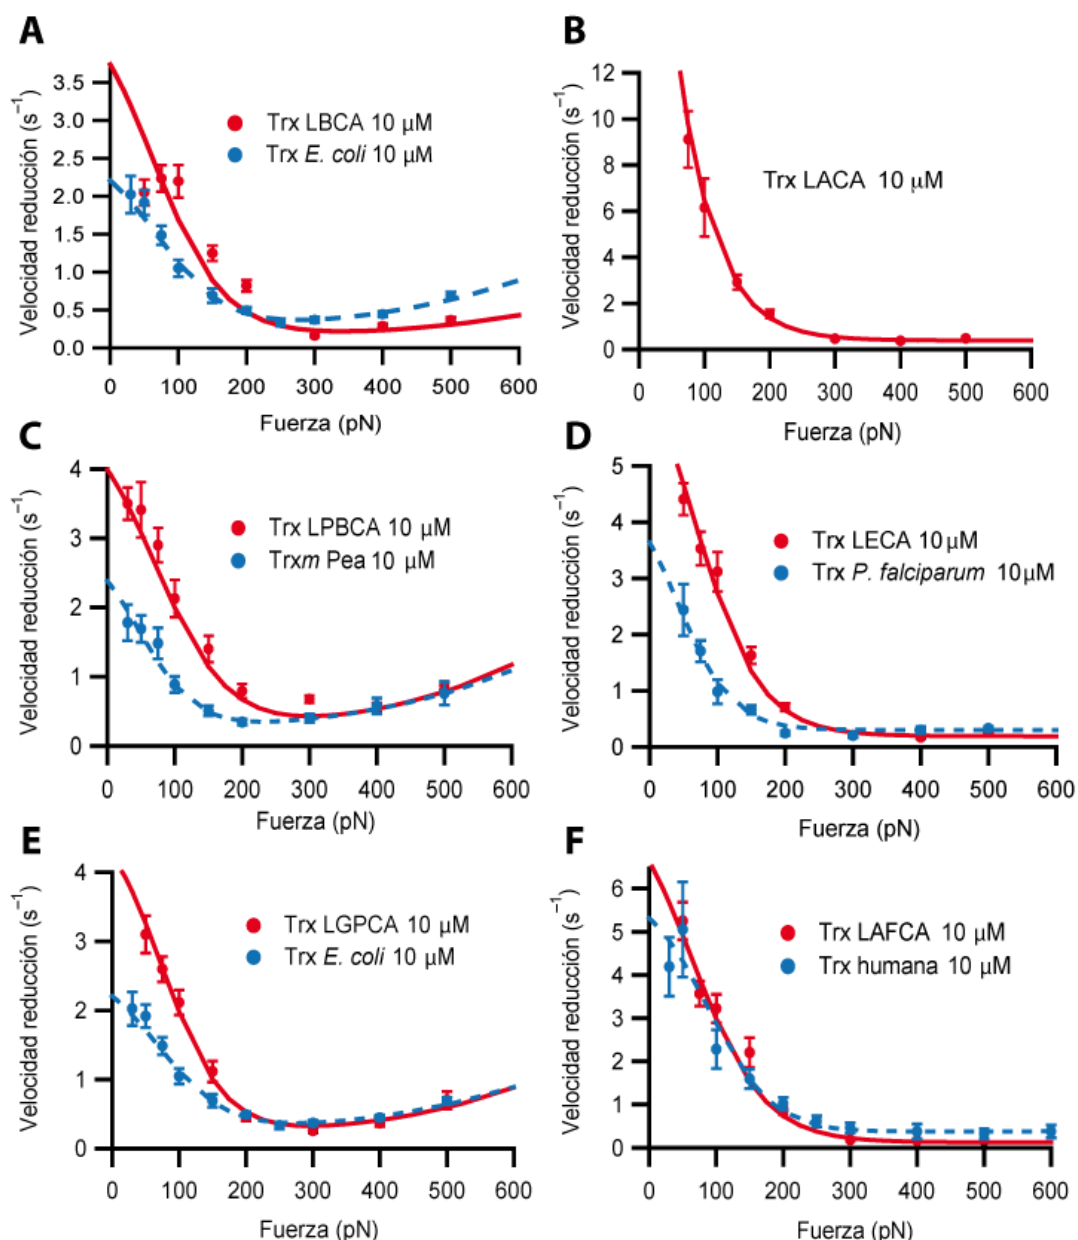 A
Velocidad reducción (s⁻¹)
3.5
3.0
2.5
2.0
1.5
1.0
0.5
0.0
Trx LBCA 10 µM
Trx E. coli 10 µM
0 100 200 300 400 500 600
Fuerza (pN)
B
Velocidad reducción (s⁻¹)
12
10
8
6
4
2
0
Trx LACA 10 µM
0 100 200 300 400 500 600
Fuerza (pN)
C
Velocidad reducción (s⁻¹)
4
3
2
1
0
Trx LPBCA 10 µM
Trxm Pea 10 µM
0 100 200 300 400 500 600
Fuerza (pN)
D
Velocidad reducción (s⁻¹)
5
4
3
2
1
0
Trx LECA 10µM
Trx P. falciparum 10µM
0 100 200 300 400 500 600
Fuerza (pN)
E
Velocidad reducción (s⁻¹)
4
3
2
1
0
Trx LGPCA 10 µM
Trx E. coli 10 µM
0 100 200 300 400 500 600
Fuerza (pN)
F
Velocidad reducción (s⁻¹)
6
5
4
3
2
1
0
Trx LAFCA 10 µM
Trx humana 10 µM
0 100 200 300 400 500 600
Fuerza (pN)